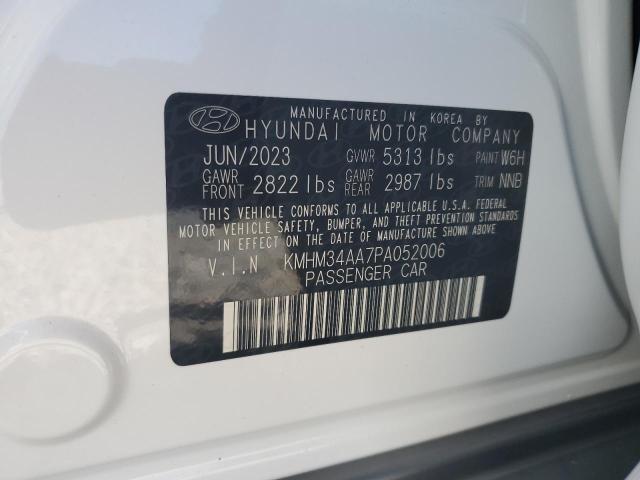 MANUFACTURED IN KOREA BY
HYUNDAI MOTOR COMPANY
JUN/2023 GVWR 5313 lbs PAINT W6H
GAWR FRONT 2822 lbs GAWR REAR 2987 lbs TRIM NNB
THIS VEHICLE CONFORMS TO ALL APPLICABLE U.S.A. FEDERAL
MOTOR VEHICLE SAFETY, BUMPER, AND THEFT PREVENTION STANDARDS
IN EFFECT ON THE DATE OF MANUFACTURE SHOWN ABOVE.
V.I.N KMHM34AA7PA052006
PASSENGER CAR